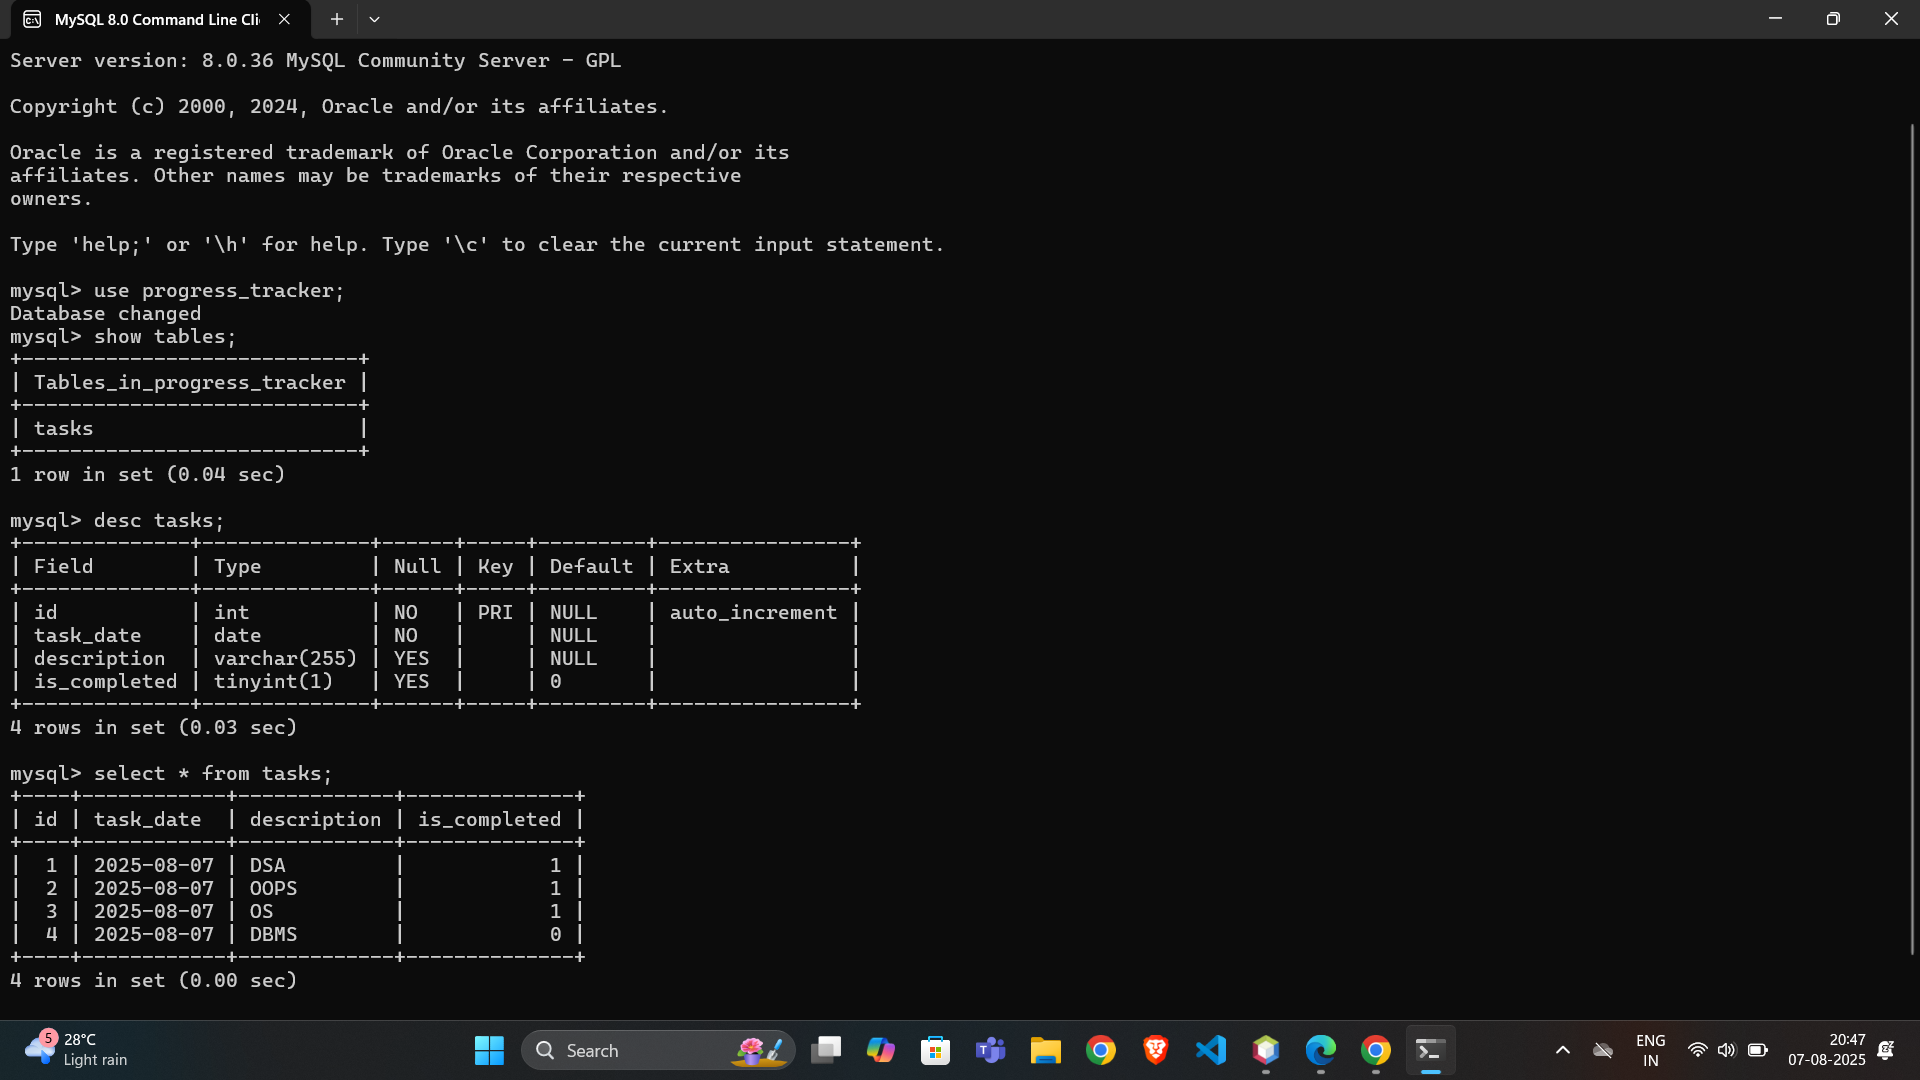 MySQL 8.0 Command Line Cli
Server version: 8.0.36 MySQL Community Server - GPL
Copyright (c) 2000, 2024, Oracle and/or its affiliates.
Oracle is a registered trademark of Oracle Corporation and/or its
affiliates. Other names may be trademarks of their respective
owners.
Type 'help;' or '\h' for help. Type '\c' to clear the current input statement.
mysql> use progress_tracker;
Database changed
mysql> show tables;
+----------------------------+
| Tables_in_progress_tracker |
+----------------------------+
| tasks                      |
+----------------------------+
1 row in set (0.04 sec)
mysql> desc tasks;
+--------------+--------------+------+-----+---------+----------------+
| Field        | Type         | Null | Key | Default | Extra          |
+--------------+--------------+------+-----+---------+----------------+
| id           | int          | NO   | PRI | NULL    | auto_increment |
| task_date    | date         | NO   |     | NULL    |                |
| description  | varchar(255) | YES  |     | NULL    |                |
| is_completed | tinyint(1)   | YES  |     | 0       |                |
+--------------+--------------+------+-----+---------+----------------+
4 rows in set (0.03 sec)
mysql> select * from tasks;
+----+------------+-------------+--------------+
| id | task_date  | description | is_completed |
+----+------------+-------------+--------------+
|  1 | 2025-08-07 | DSA         |            1 |
|  2 | 2025-08-07 | OOPS        |            1 |
|  3 | 2025-08-07 | OS          |            1 |
|  4 | 2025-08-07 | DBMS        |            0 |
+----+------------+-------------+--------------+
4 rows in set (0.00 sec)
5
28°C
Light rain
Search
ENG
IN
20:47
07-08-2025